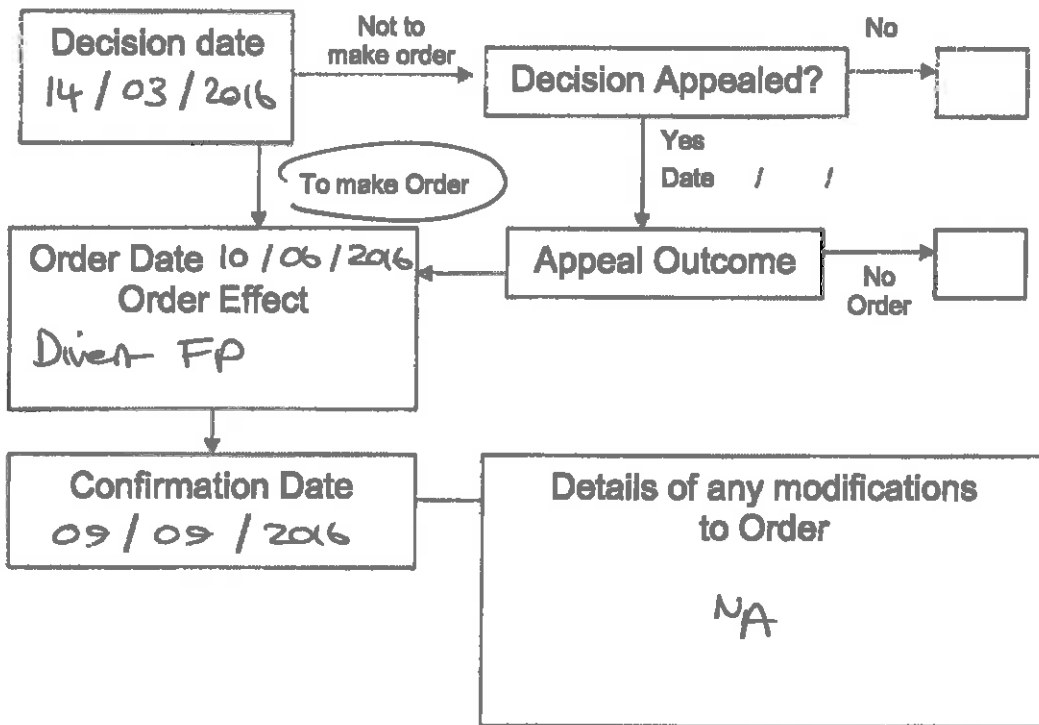 Decision date
14 / 03 / 2016
Not to
make order
Decision Appealed?
No
To make Order
Yes
Date / /
Order Date 10 / 06 / 2016
Order Effect
Divert FP
Appeal Outcome
No
Order
Confirmation Date
09 / 09 / 2016
Details of any modifications
to Order
NA